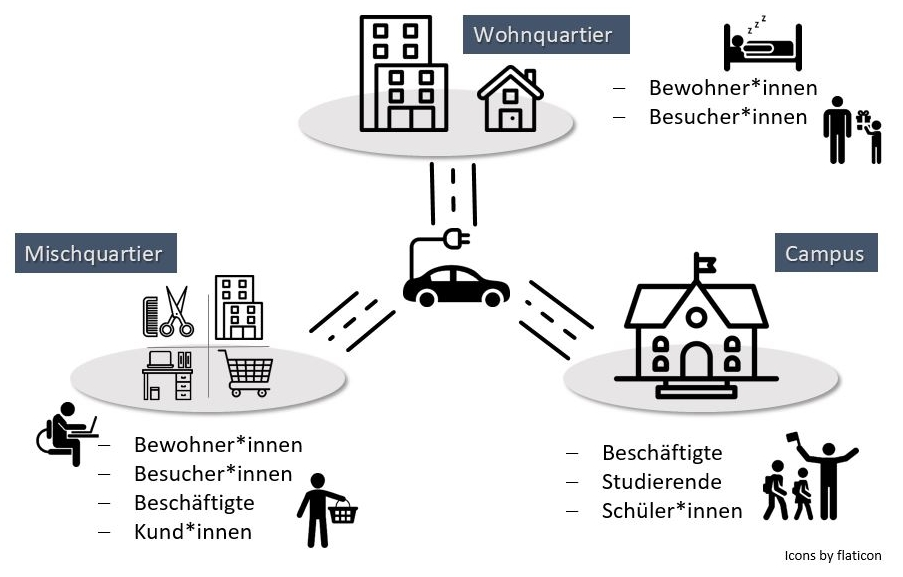 Wohnquartier
z z z
– Bewohner*innen
– Besucher*innen
Mischquartier
Campus
– Bewohner*innen
– Besucher*innen
– Beschäftigte
– Kund*innen
– Beschäftigte
– Studierende
– Schüler*innen
Icons by flaticon